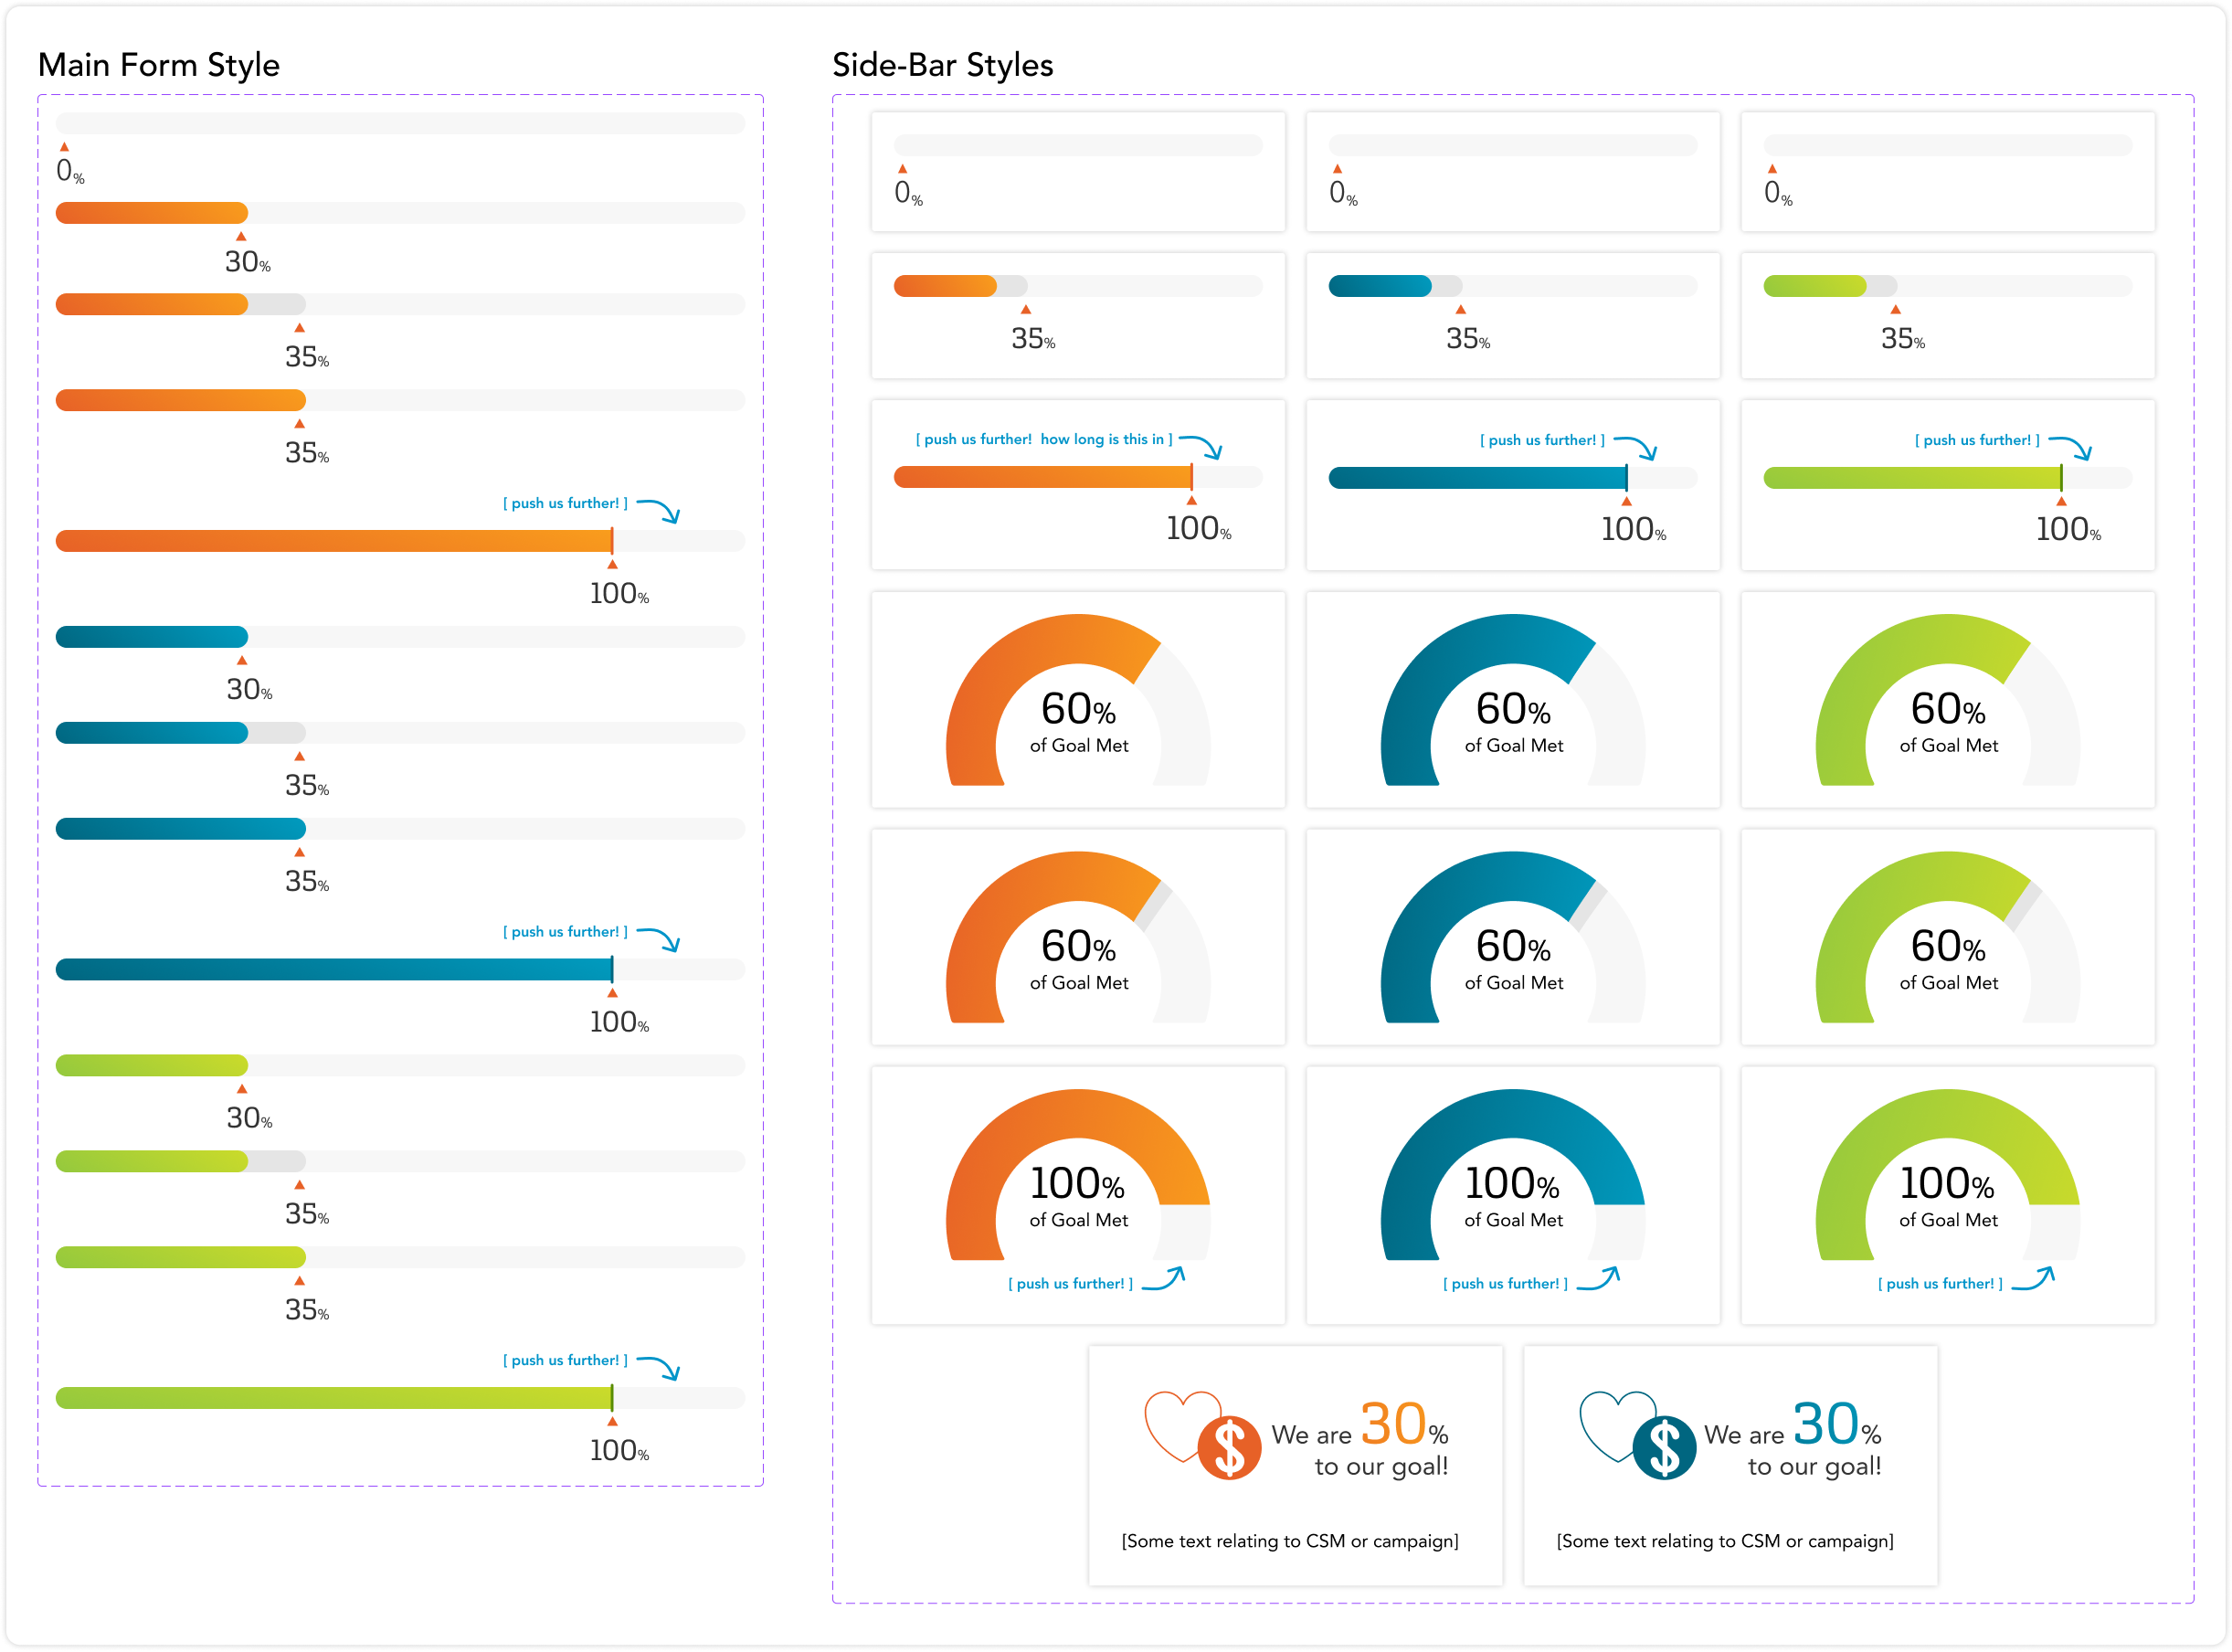 Main Form Style
0%
30%
35%
35%
[ push us further! ]
100%
30%
35%
35%
[ push us further! ]
100%
30%
35%
35%
[ push us further! ]
100%
Side-Bar Styles
0%
0%
0%
35%
35%
35%
[ push us further!  how long is this in ]
100%
[ push us further! ]
100%
[ push us further! ]
100%
60%
of Goal Met
60%
of Goal Met
60%
of Goal Met
60%
of Goal Met
60%
of Goal Met
60%
of Goal Met
100%
of Goal Met
[ push us further! ]
100%
of Goal Met
[ push us further! ]
100%
of Goal Met
[ push us further! ]
$
We are 30%
to our goal!
[Some text relating to CSM or campaign]
$
We are 30%
to our goal!
[Some text relating to CSM or campaign]